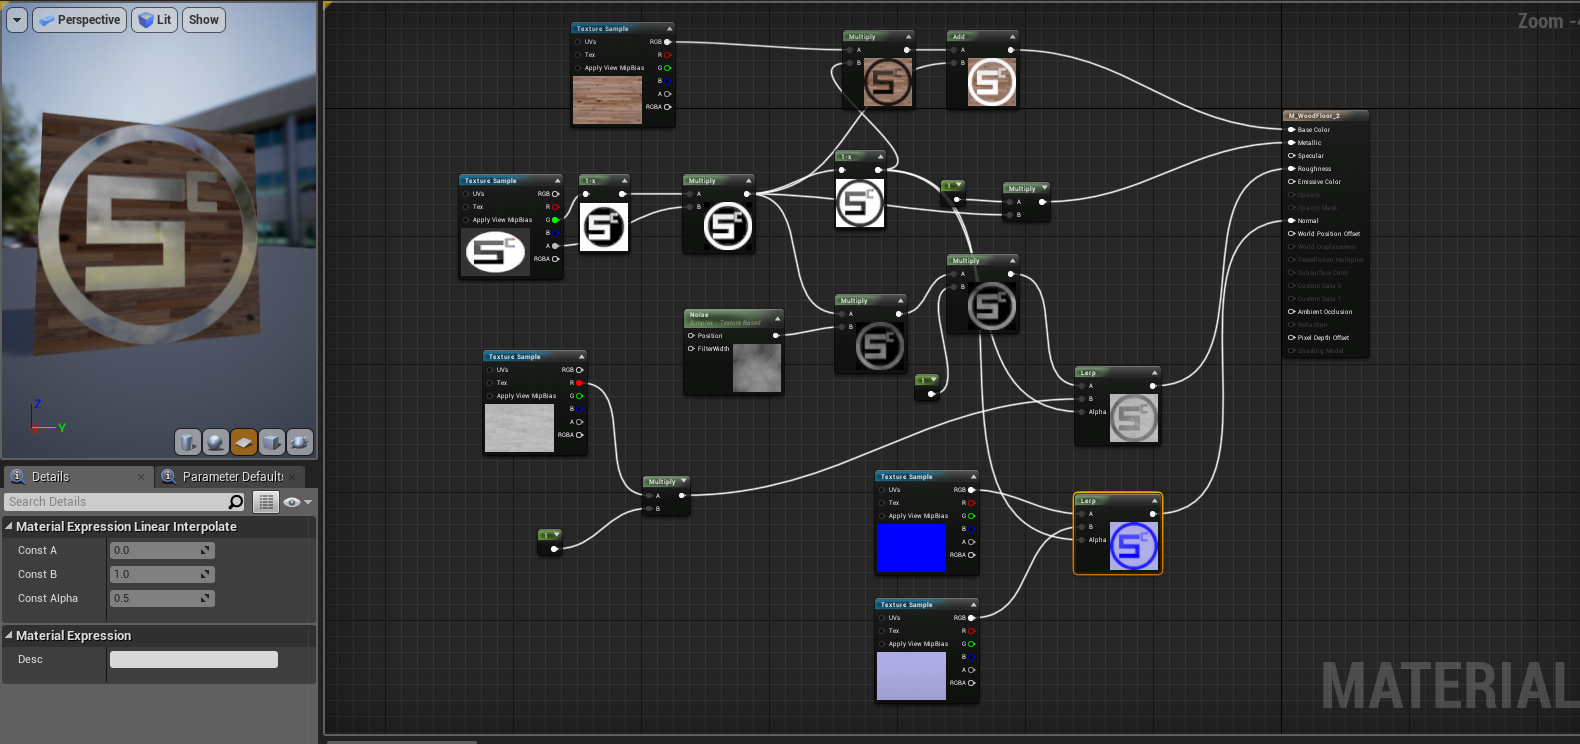 Perspective
Lit
Show
Zoom -4
Texture Sample
UVs
RGB
Tex
R
Apply View MipBias
G
B
A
RGBA
Multiply
A
B
Add
A
B
M_WoodFloor_2
Base Color
Metallic
Specular
Roughness
Emissive Color
Opacity
Opacity Mask
Normal
World Position Offset
World Displacement
Tessellation Multiplier
Subsurface Color
Custom Data 0
Custom Data 1
Ambient Occlusion
Refraction
Pixel Depth Offset
Shading Model
Texture Sample
UVs
RGB
Tex
R
Apply View MipBias
G
B
A
RGBA
1-x
Multiply
A
B
1-x
1
Multiply
A
B
Multiply
A
B
Noise
Simplex - Texture Based
Position
FilterWidth
Multiply
A
B
1
Texture Sample
UVs
RGB
Tex
R
Apply View MipBias
G
B
A
RGBA
Lerp
A
B
Alpha
Multiply
A
B
1
Texture Sample
UVs
RGB
Tex
R
Apply View MipBias
G
B
A
RGBA
Lerp
A
B
Alpha
Texture Sample
UVs
RGB
Tex
R
Apply View MipBias
G
B
A
RGBA
MATERIAL
Z
Y
Details
Parameter Defaults
Search Details
Material Expression Linear Interpolate
Const A
0.0
Const B
1.0
Const Alpha
0.5
Material Expression
Desc